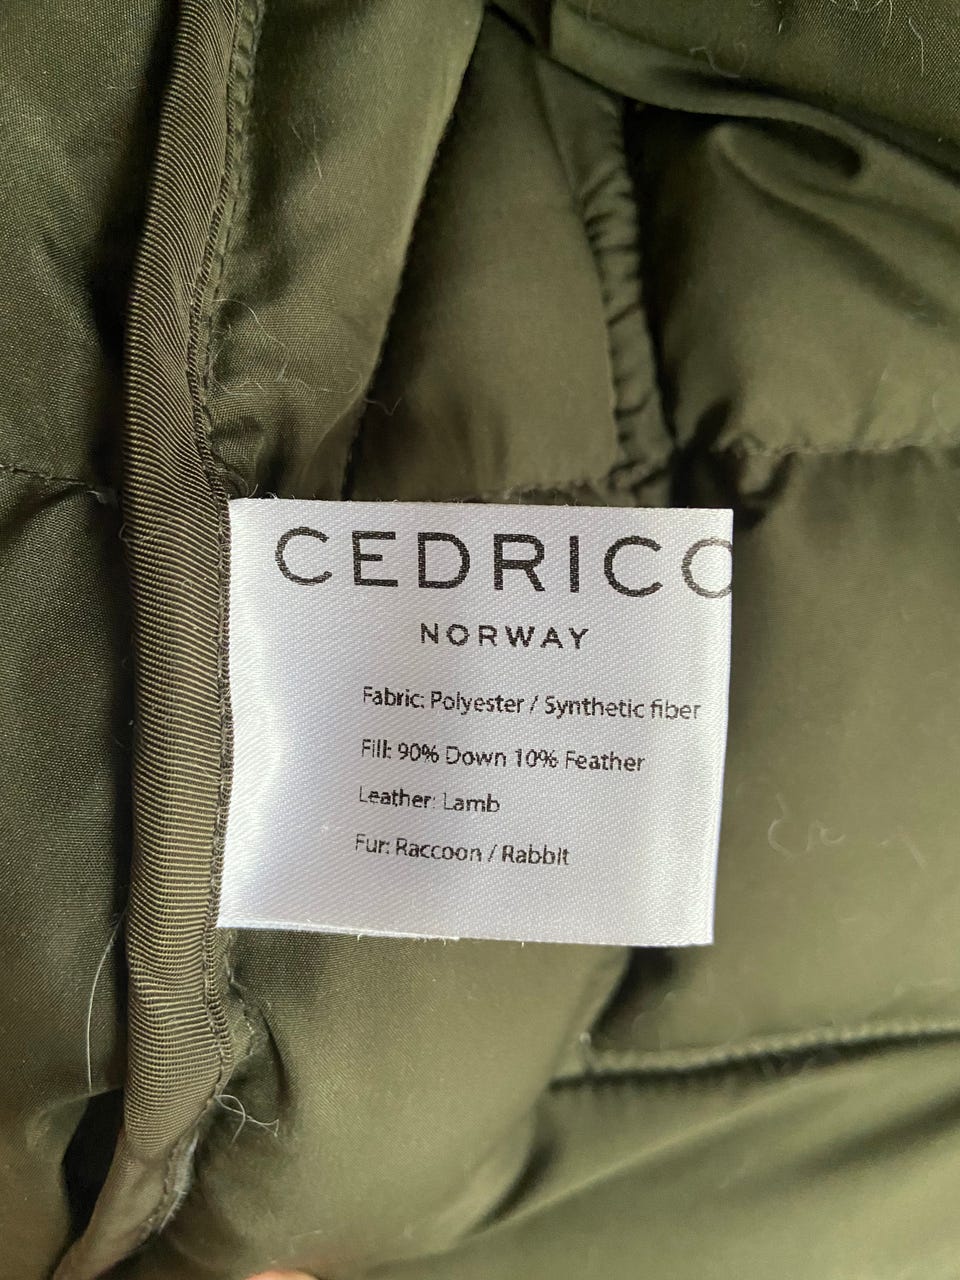 CEDRICO
NORWAY
Fabric: Polyester / Synthetic fiber
Fill: 90% Down 10% Feather
Leather: Lamb
Fur: Raccoon / Rabbit